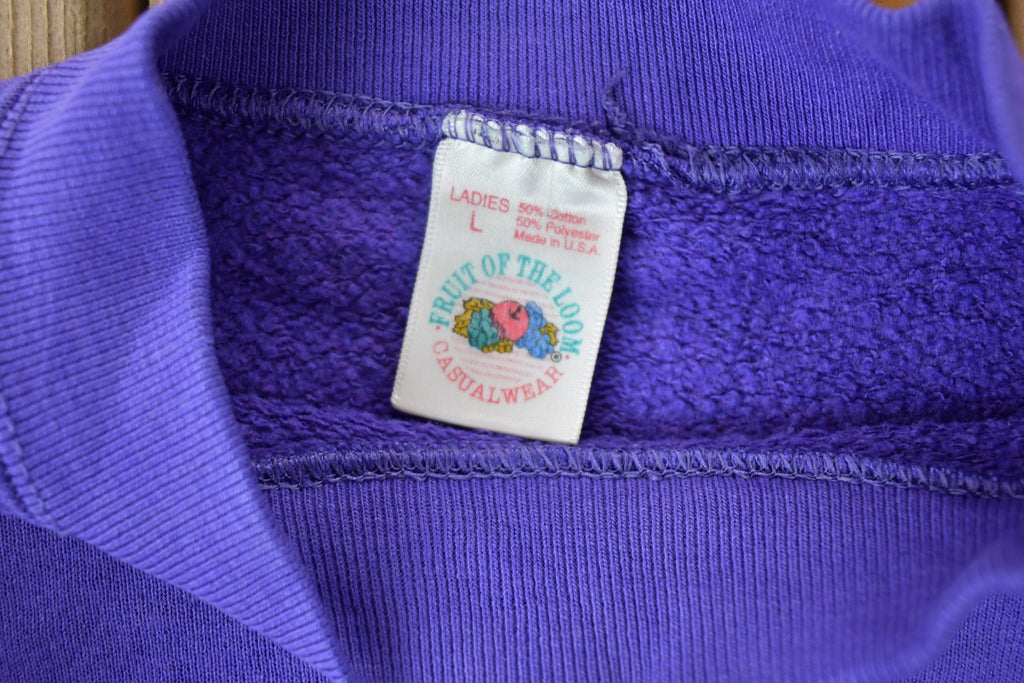 LADIES
L
50% Cotton
50% Polyester
Made in U.S.A.
FRUIT OF THE LOOM
®
CASUALWEAR